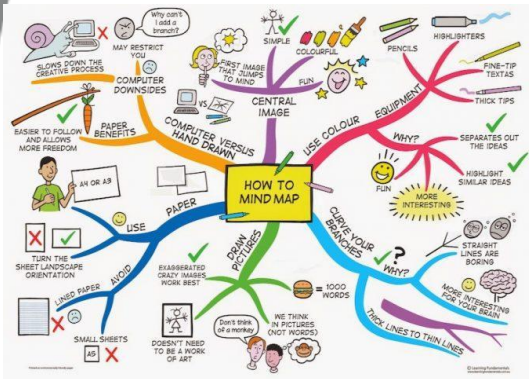 HOW TO
MIND MAP
CENTRAL
IMAGE
SIMPLE
COLOURFUL
FUN
FIRST IMAGE
THAT JUMPS
TO MIND
USE COLOUR
EQUIPMENT
PENCILS
HIGHLIGHTERS
FINE-TIP
TEXTAS
THICK TIPS
WHY?
SEPARATES OUT
THE IDEAS
HIGHLIGHT
SIMILAR IDEAS
MORE
INTERESTING
FUN
CURVE YOUR
BRANCHES
WHY?
?
STRAIGHT
LINES ARE
BORING
MORE INTERESTING
FOR YOUR BRAIN
THICK LINES TO THIN LINES
DRAW
PICTURES
= 1000
WORDS
WE THINK
IN PICTURES
(NOT WORDS)
Don't think
of a monkey
DOESN'T NEED
TO BE A WORK
OF ART
EXAGGERATED
CRAZY IMAGES
WORK BEST
PAPER
USE
A4 OR A3
TURN THE
SHEET LANDSCAPE
ORIENTATION
AVOID
LINED PAPER
SMALL SHEETS
A5
COMPUTER VERSUS
HAND DRAWN
VS
PAPER
BENEFITS
EASIER TO FOLLOW
AND ALLOWS
MORE FREEDOM
COMPUTER
DOWNSIDES
SLOWS DOWN THE
CREATIVE PROCESS
MAY RESTRICT
YOU
Why can't
I add a
branch?